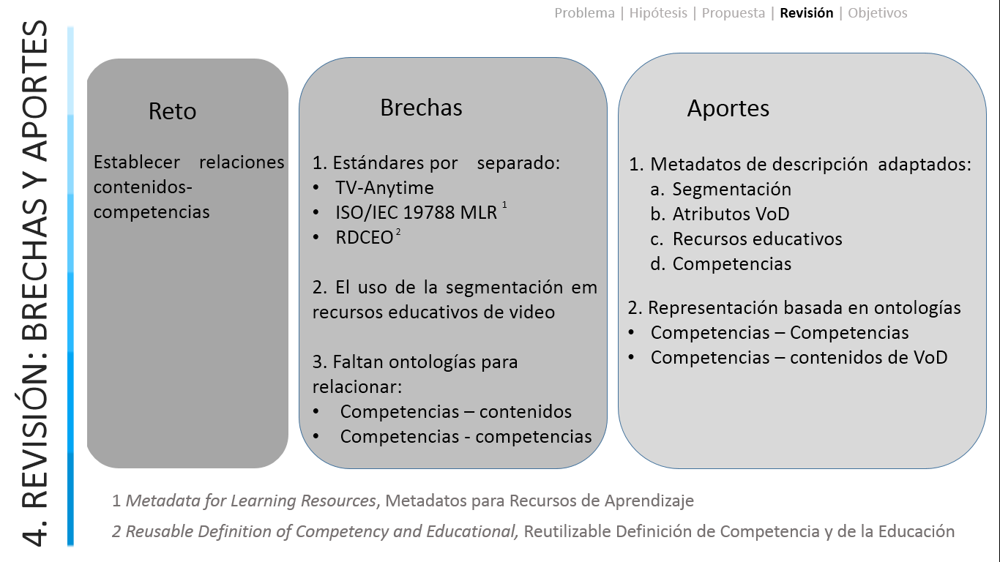 Problema | Hipótesis | Propuesta | Revisión | Objetivos
4. REVISIÓN: BRECHAS Y APORTES
Reto
Establecer relaciones
contenidos-
competencias
Brechas
1. Estándares por separado:
• TV-Anytime
• ISO/IEC 19788 MLR 1
• RDCEO 2
2. El uso de la segmentación em
recursos educativos de video
3. Faltan ontologías para
relacionar:
• Competencias – contenidos
• Competencias - competencias
Aportes
1. Metadatos de descripción adaptados:
a. Segmentación
b. Atributos VoD
c. Recursos educativos
d. Competencias
2. Representación basada en ontologías
• Competencias – Competencias
• Competencias – contenidos de VoD
1 Metadata for Learning Resources, Metadatos para Recursos de Aprendizaje
2 Reusable Definition of Competency and Educational, Reutilizable Definición de Competencia y de la Educación